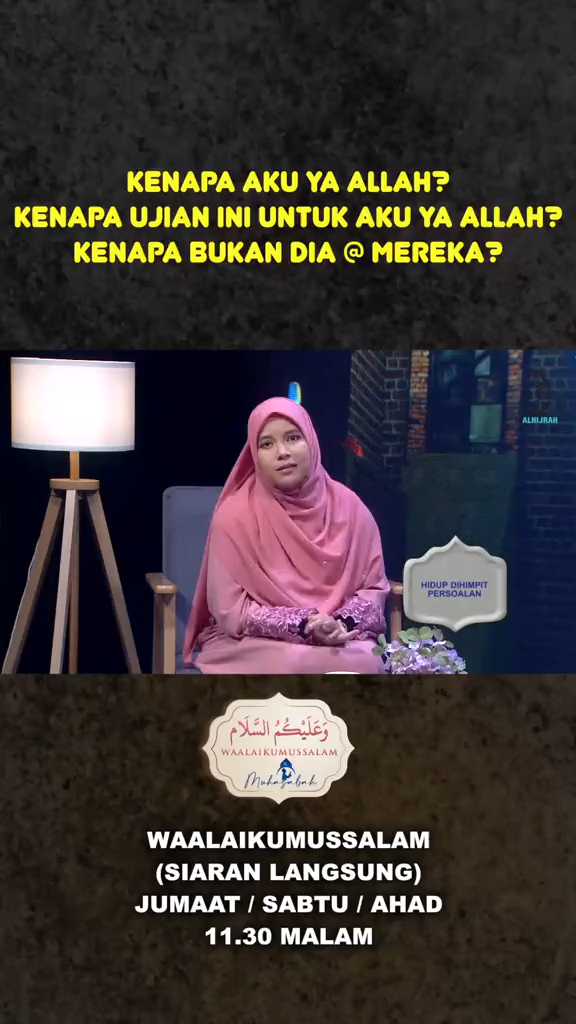 KENAPA AKU YA ALLAH?
KENAPA UJIAN INI UNTUK AKU YA ALLAH?
KENAPA BUKAN DIA @ MEREKA?
ALHIJRAH
HIDUP DIHIMPIT
PERSOALAN
وَعَلَيْكُمُ السَّلَام
WAALAIKUMUSSALAM
Muhasabah
WAALAIKUMUSSALAM
(SIARAN LANGSUNG)
JUMAAT / SABTU / AHAD
11.30 MALAM